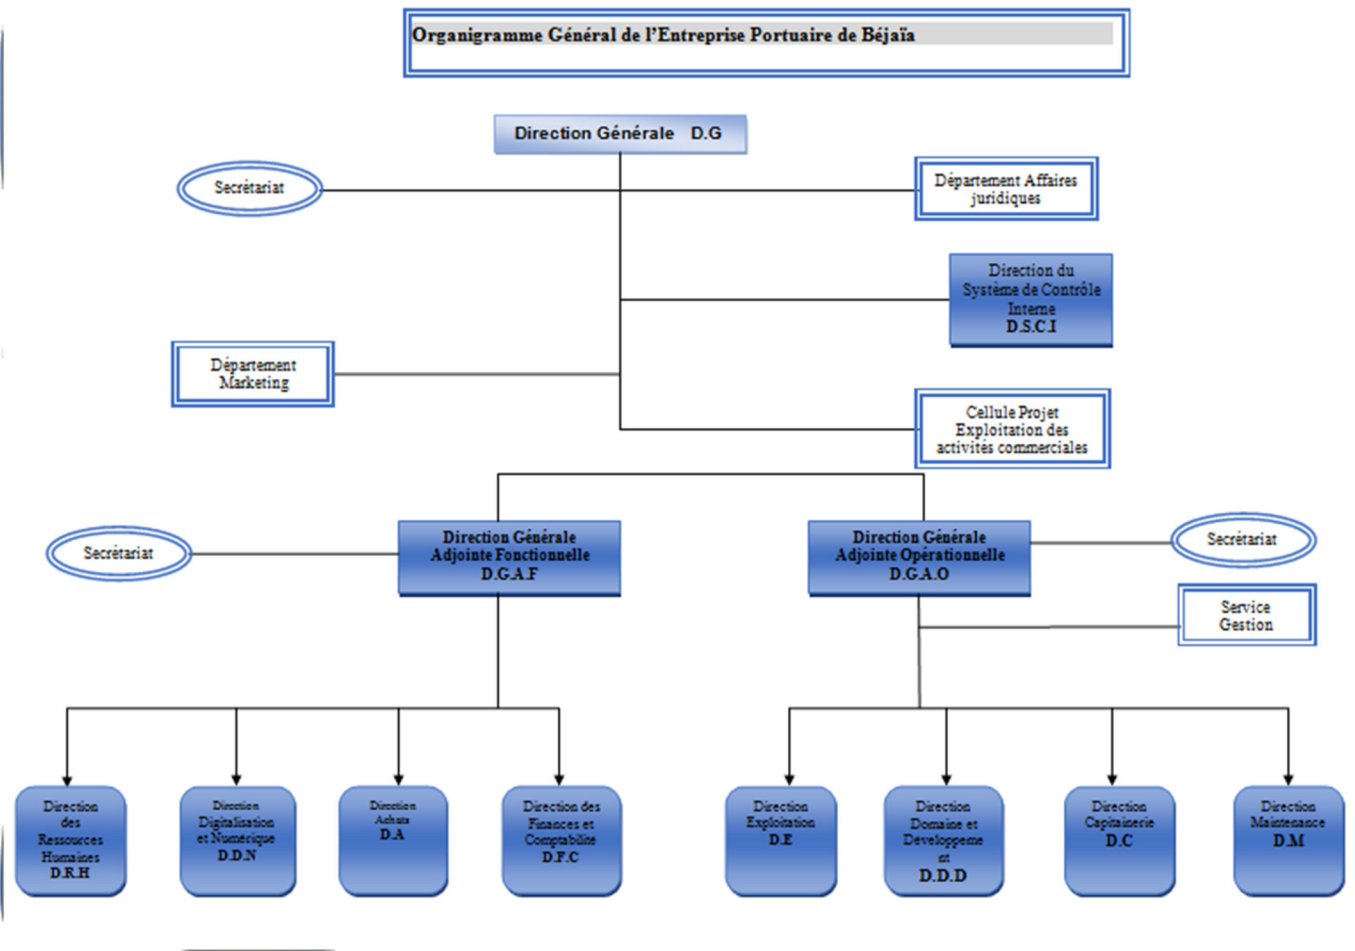 Organigramme Général de l'Entreprise Portuaire de Béjaïa
Direction Générale D.G
Secrétariat
Département Affaires
juridiques
Direction du
Système de Contrôle
Interne
D.S.C.I
Département
Marketing
Cellule Projet
Exploitation des
activités commerciales
Secrétariat
Direction Générale
Adjointe Fonctionnelle
D.G.A.F
Direction Générale
Adjointe Opérationnelle
D.G.A.O
Secrétariat
Service
Gestion
Direction
des
Ressources
Humaines
D.R.H
Direction
Digitalisation
et Numérique
D.D.N
Direction
Achats
D.A
Direction des
Finances et
Comptabilité
D.F.C
Direction
Exploitation
D.E
Direction
Domaine et
Développeme
nt
D.D.D
Direction
Capitainerie
D.C
Direction
Maintenance
D.M